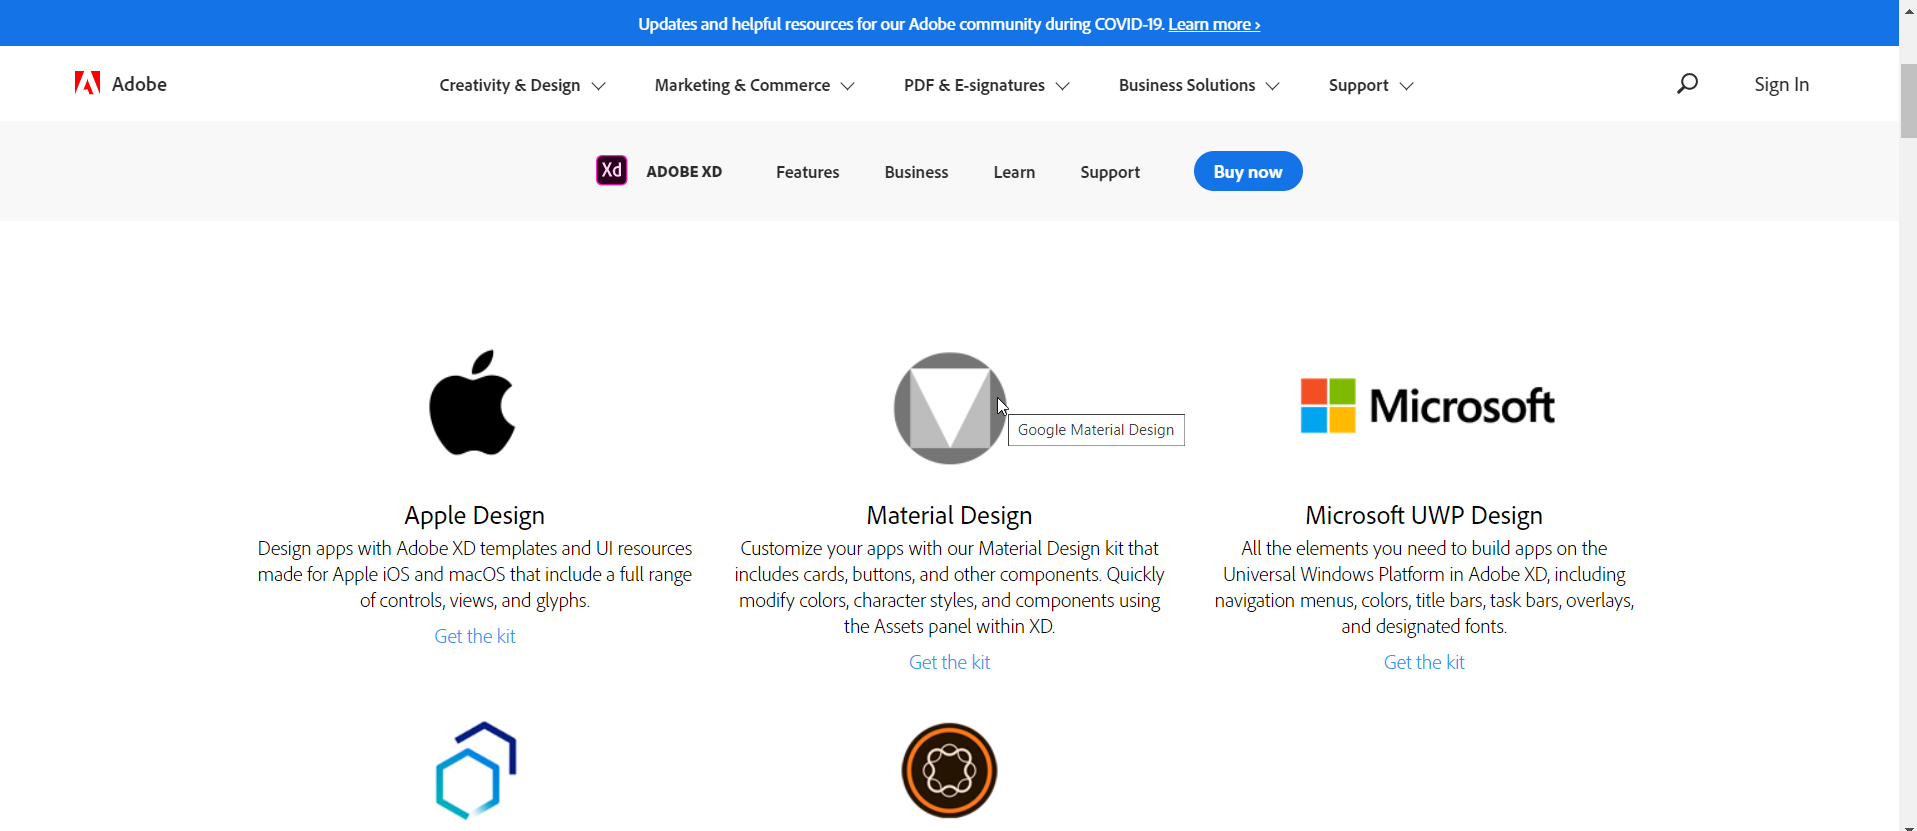 Updates and helpful resources for our Adobe community during COVID-19. Learn more ›
Adobe
Creativity & Design
Marketing & Commerce
PDF & E-signatures
Business Solutions
Support
Sign In
Xd
ADOBE XD
Features
Business
Learn
Support
Buy now
Google Material Design
Microsoft
Apple Design
Design apps with Adobe XD templates and UI resources
made for Apple iOS and macOS that include a full range
of controls, views, and glyphs.
Get the kit
Material Design
Customize your apps with our Material Design kit that
includes cards, buttons, and other components. Quickly
modify colors, character styles, and components using
the Assets panel within XD.
Get the kit
Microsoft UWP Design
All the elements you need to build apps on the
Universal Windows Platform in Adobe XD, including
navigation menus, colors, title bars, task bars, overlays,
and designated fonts.
Get the kit